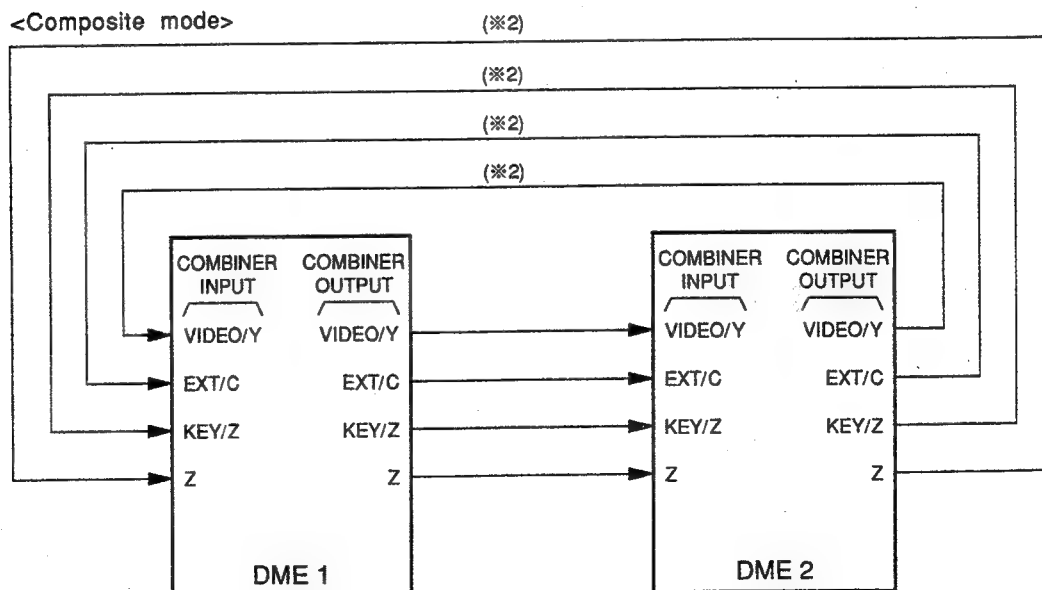 <Composite mode>
(※2)
(※2)
(※2)
(※2)
COMBINER INPUT
COMBINER OUTPUT
VIDEO/Y
VIDEO/Y
EXT/C
EXT/C
KEY/Z
KEY/Z
Z
Z
DME 1
COMBINER INPUT
COMBINER OUTPUT
VIDEO/Y
VIDEO/Y
EXT/C
EXT/C
KEY/Z
KEY/Z
Z
Z
DME 2